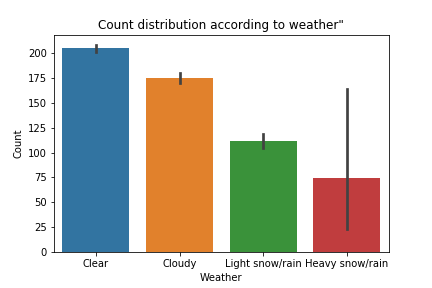 Count distribution according to weather"
200
175
150
125
100
75
50
25
0
Count
Clear Cloudy Light snow/rain Heavy snow/rain
Weather